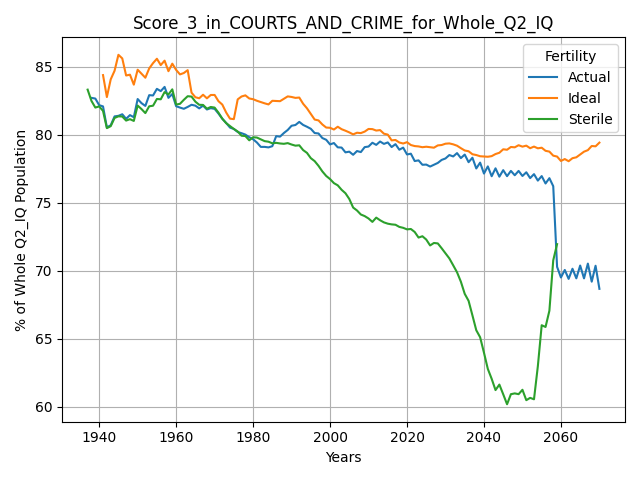 Score_3_in_COURTS_AND_CRIME_for_Whole_Q2_IQ
Fertility
Actual
Ideal
Sterile
% of Whole Q2_IQ Population
85
80
75
70
65
60
1940
1960
1980
2000
2020
2040
2060
Years